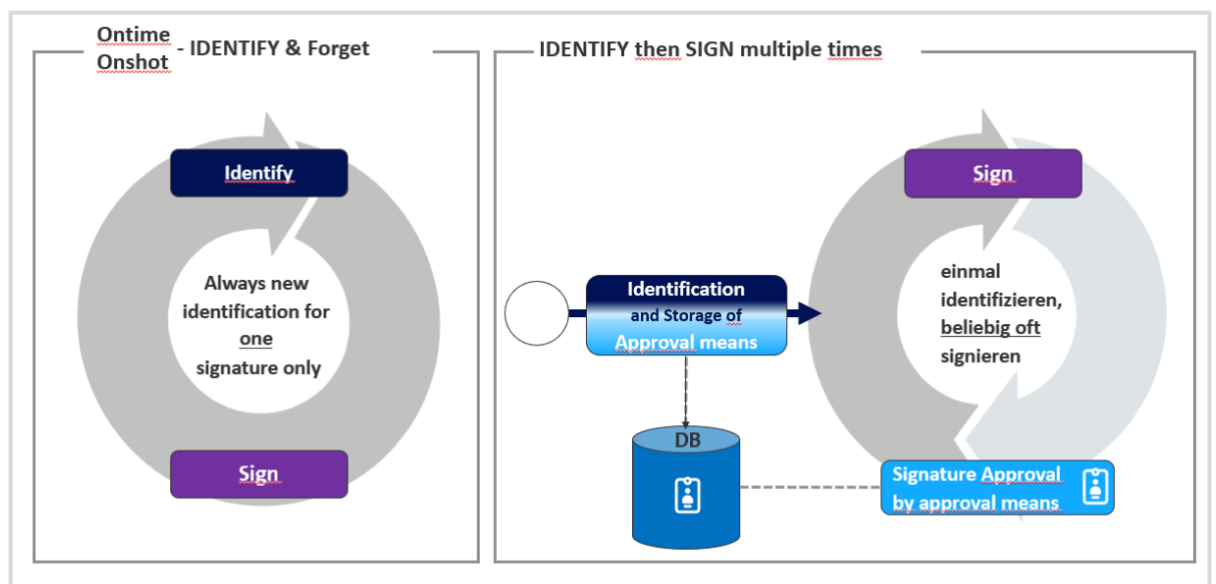 Ontime
Onshot
- IDENTIFY & Forget
Identify
Always new
identification for
one
signature only
Sign
IDENTIFY then SIGN multiple times
Sign
Identification
and Storage of
Approval means
einmal
identifizieren,
beliebig oft
signieren
DB
Signature Approval
by approval means